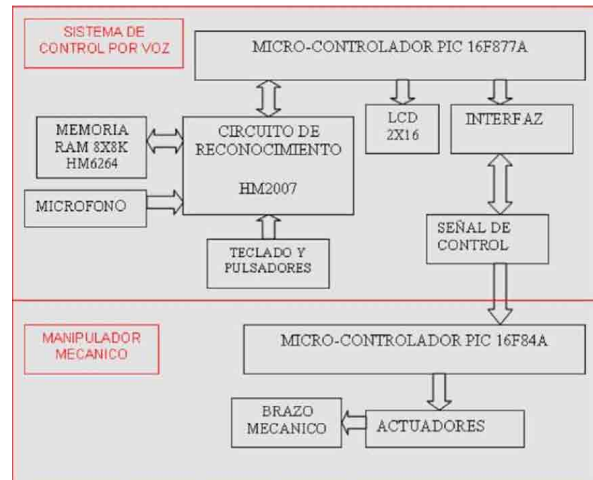 SISTEMA DE
CONTROL POR VOZ
MICRO-CONTROLADOR PIC 16F877A
MEMORIA
RAM 8X8K
HM6264
CIRCUITO DE
RECONOCIMIENTO
HM2007
LCD
2X16
INTERFAZ
MICROFONO
TECLADO Y
PULSADORES
SEÑAL DE
CONTROL
MANIPULADOR
MECANICO
MICRO-CONTROLADOR PIC 16F84A
BRAZO
MECANICO
ACTUADORES